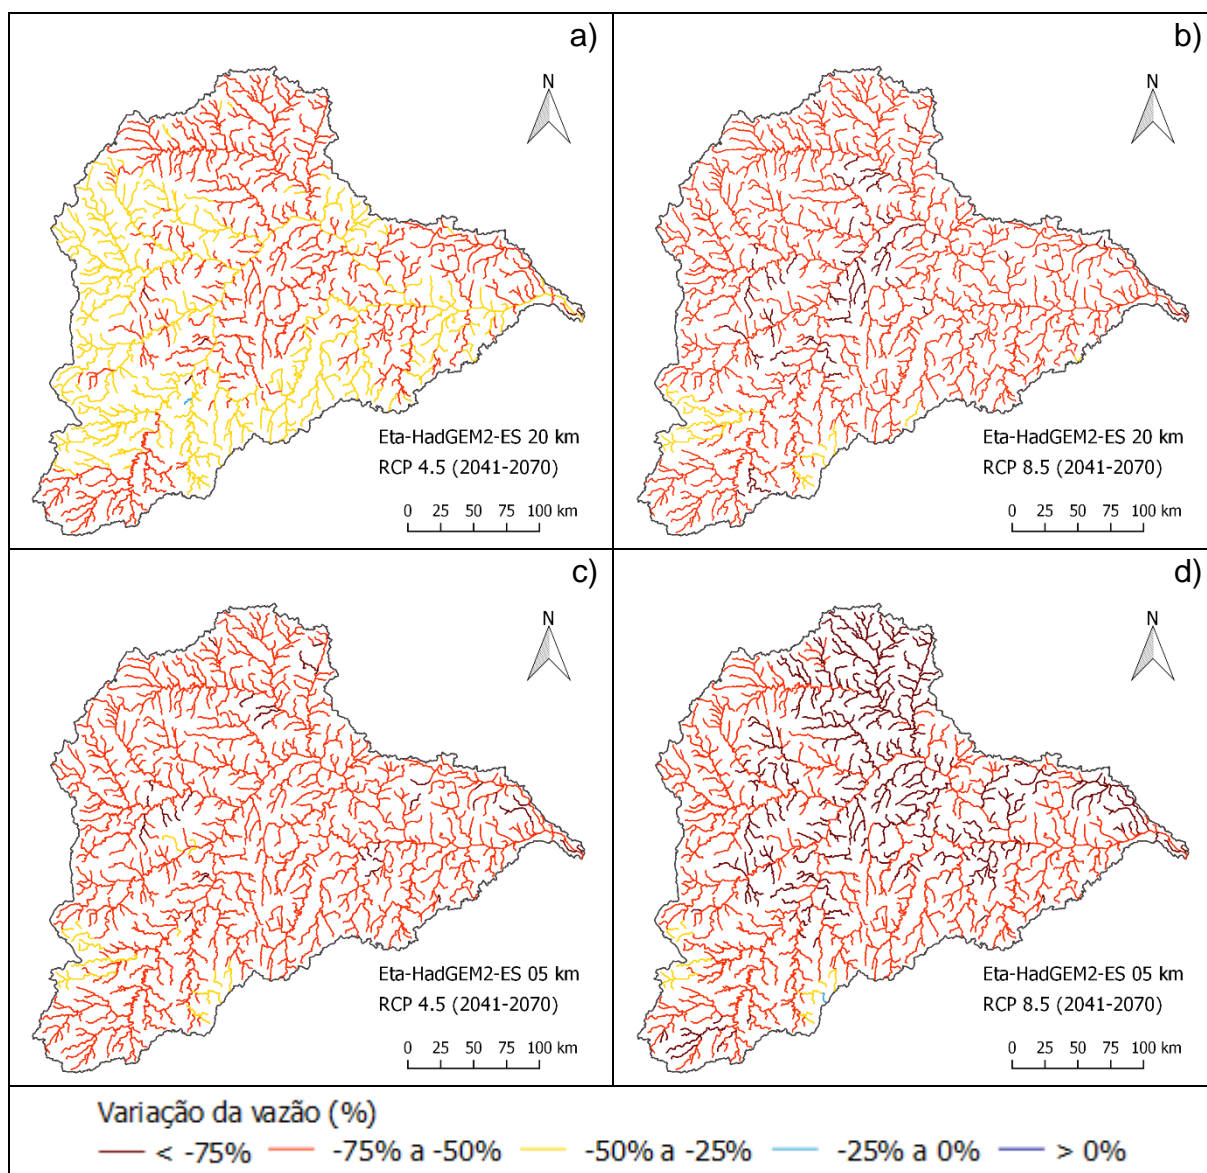 a)
N
Eta-HadGEM2-ES 20 km
RCP 4.5 (2041-2070)
0 25 50 75 100 km
b)
N
Eta-HadGEM2-ES 20 km
RCP 8.5 (2041-2070)
0 25 50 75 100 km
c)
N
Eta-HadGEM2-ES 05 km
RCP 4.5 (2041-2070)
0 25 50 75 100 km
d)
N
Eta-HadGEM2-ES 05 km
RCP 8.5 (2041-2070)
0 25 50 75 100 km
Variação da vazão (%)
< -75% -75% a -50% -50% a -25% -25% a 0% > 0%